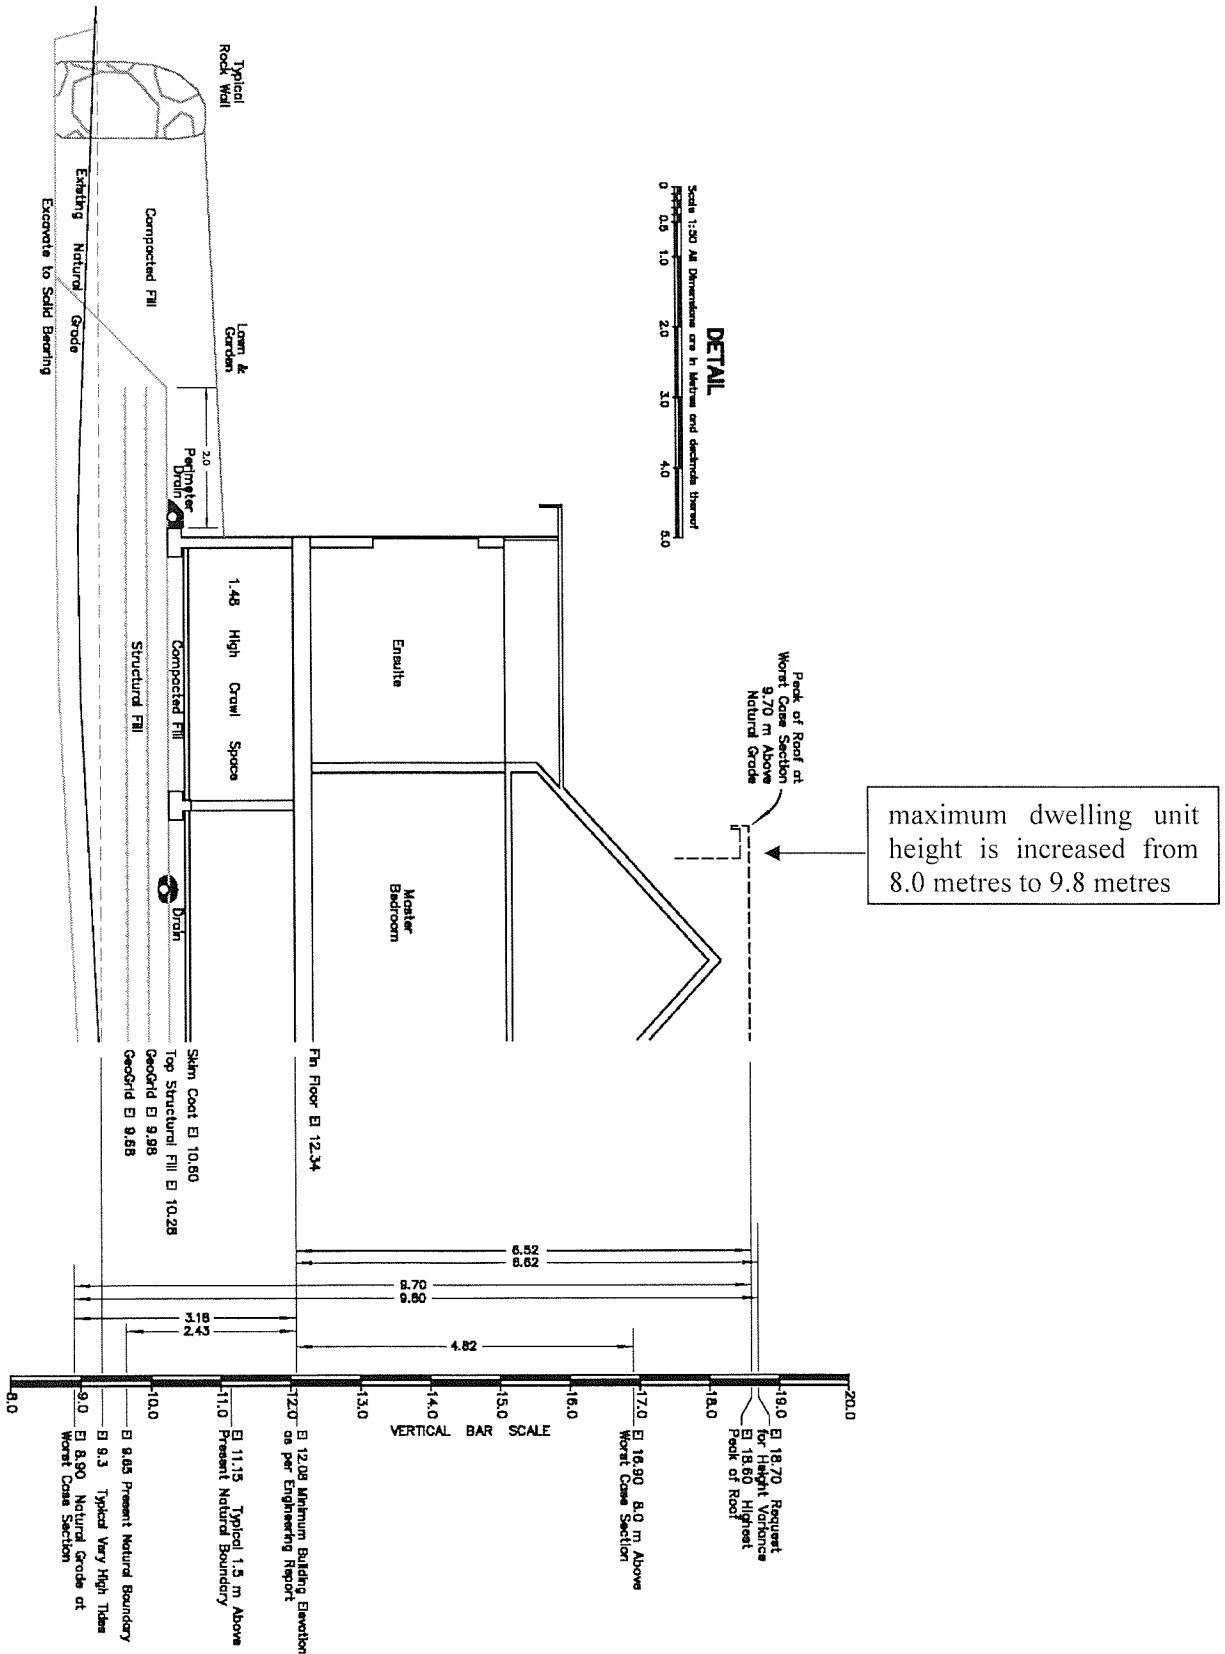 Typical
Rock Wall
Existing Natural Grade
Compacted Fill
Excavate to Solid Bearing
Lawn &
Garden
2.0
Perimeter
Drain
DETAIL
Scale 1:50 All Dimensions are in Metres and decimals thereof
0 0.5 1.0 2.0 3.0 4.0 5.0
1.48 High Crawl Space
Ensuite
Compacted Fill
Structural Fill
Drain
Master
Bedroom
Peak of Roof at
Worst Case Section
9.70 m Above
Natural Grade
maximum dwelling unit
height is increased from
8.0 metres to 9.8 metres
Fin Floor El 12.34
Skim Coat El 10.60
Top Structural Fill El 10.28
GeoGrid El 9.98
GeoGrid El 9.68
6.52
6.62
9.70
9.80
3.18
2.43
4.82
8.0 9.0 10.0 11.0 12.0 13.0 14.0 15.0 16.0 17.0 18.0 19.0 20.0
VERTICAL BAR SCALE
El 18.70 Request
for Height Variance
El 18.60 Highest
Peak of Roof
El 16.90 8.0 m Above
Worst Case Section
El 12.08 Minimum Building Elevation
as per Engineering Report
El 11.15 Typical 1.5 m Above
Present Natural Boundary
El 9.65 Present Natural Boundary
El 9.3 Typical Very High Tides
El 8.90 Natural Grade at
Worst Case Section